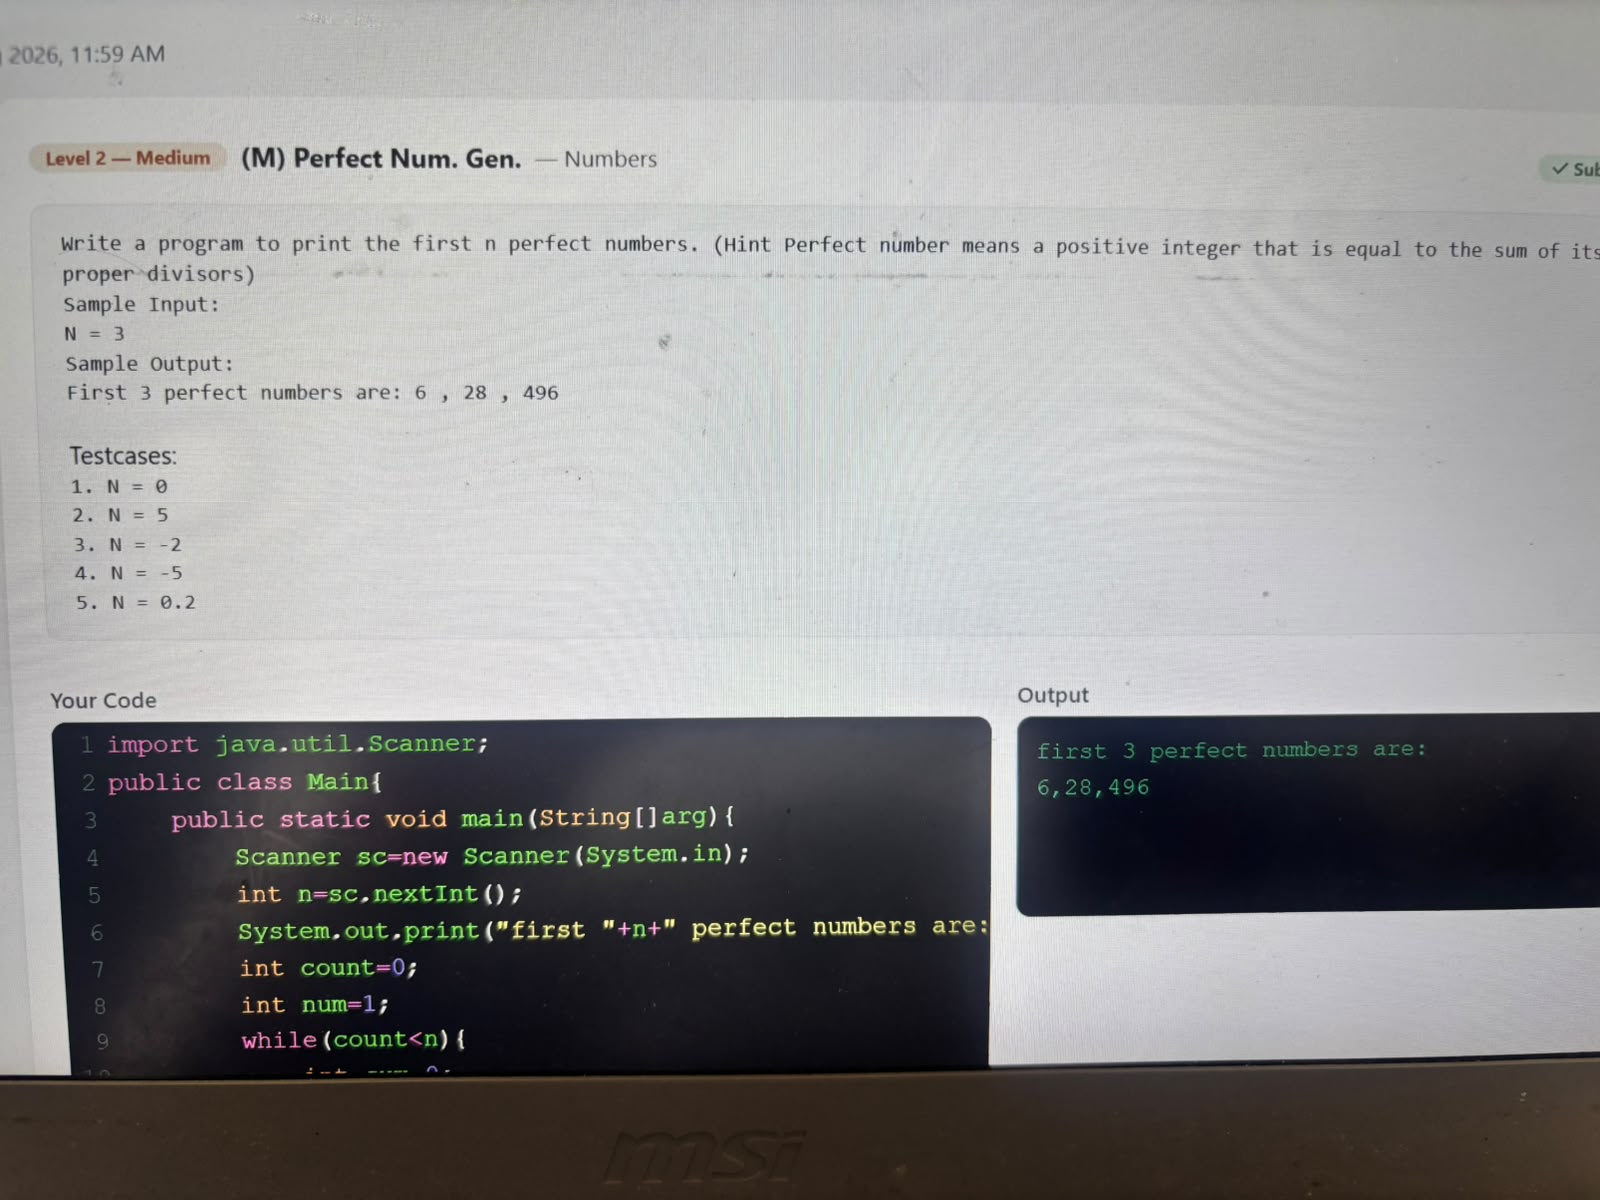 2026, 11:59 AM
Level 2 — Medium (M) Perfect Num. Gen. — Numbers
✓ Sub
Write a program to print the first n perfect numbers. (Hint Perfect number means a positive integer that is equal to the sum of its
proper divisors)
Sample Input:
N = 3
Sample Output:
First 3 perfect numbers are: 6 , 28 , 496
Testcases:
1. N = 0
2. N = 5
3. N = -2
4. N = -5
5. N = 0.2
Your Code
1 import java.util.Scanner;
2 public class Main{
3 public static void main(String[]arg){
4 Scanner sc=new Scanner(System.in);
5 int n=sc.nextInt();
6 System.out.print("first "+n+" perfect numbers are:
7 int count=0;
8 int num=1;
9 while(count<n){
Output
first 3 perfect numbers are:
6,28,496
msi